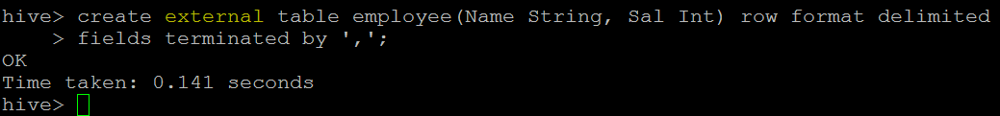 hive> create external table employee(Name String, Sal Int) row format delimited
    > fields terminated by ',';
OK
Time taken: 0.141 seconds
hive>